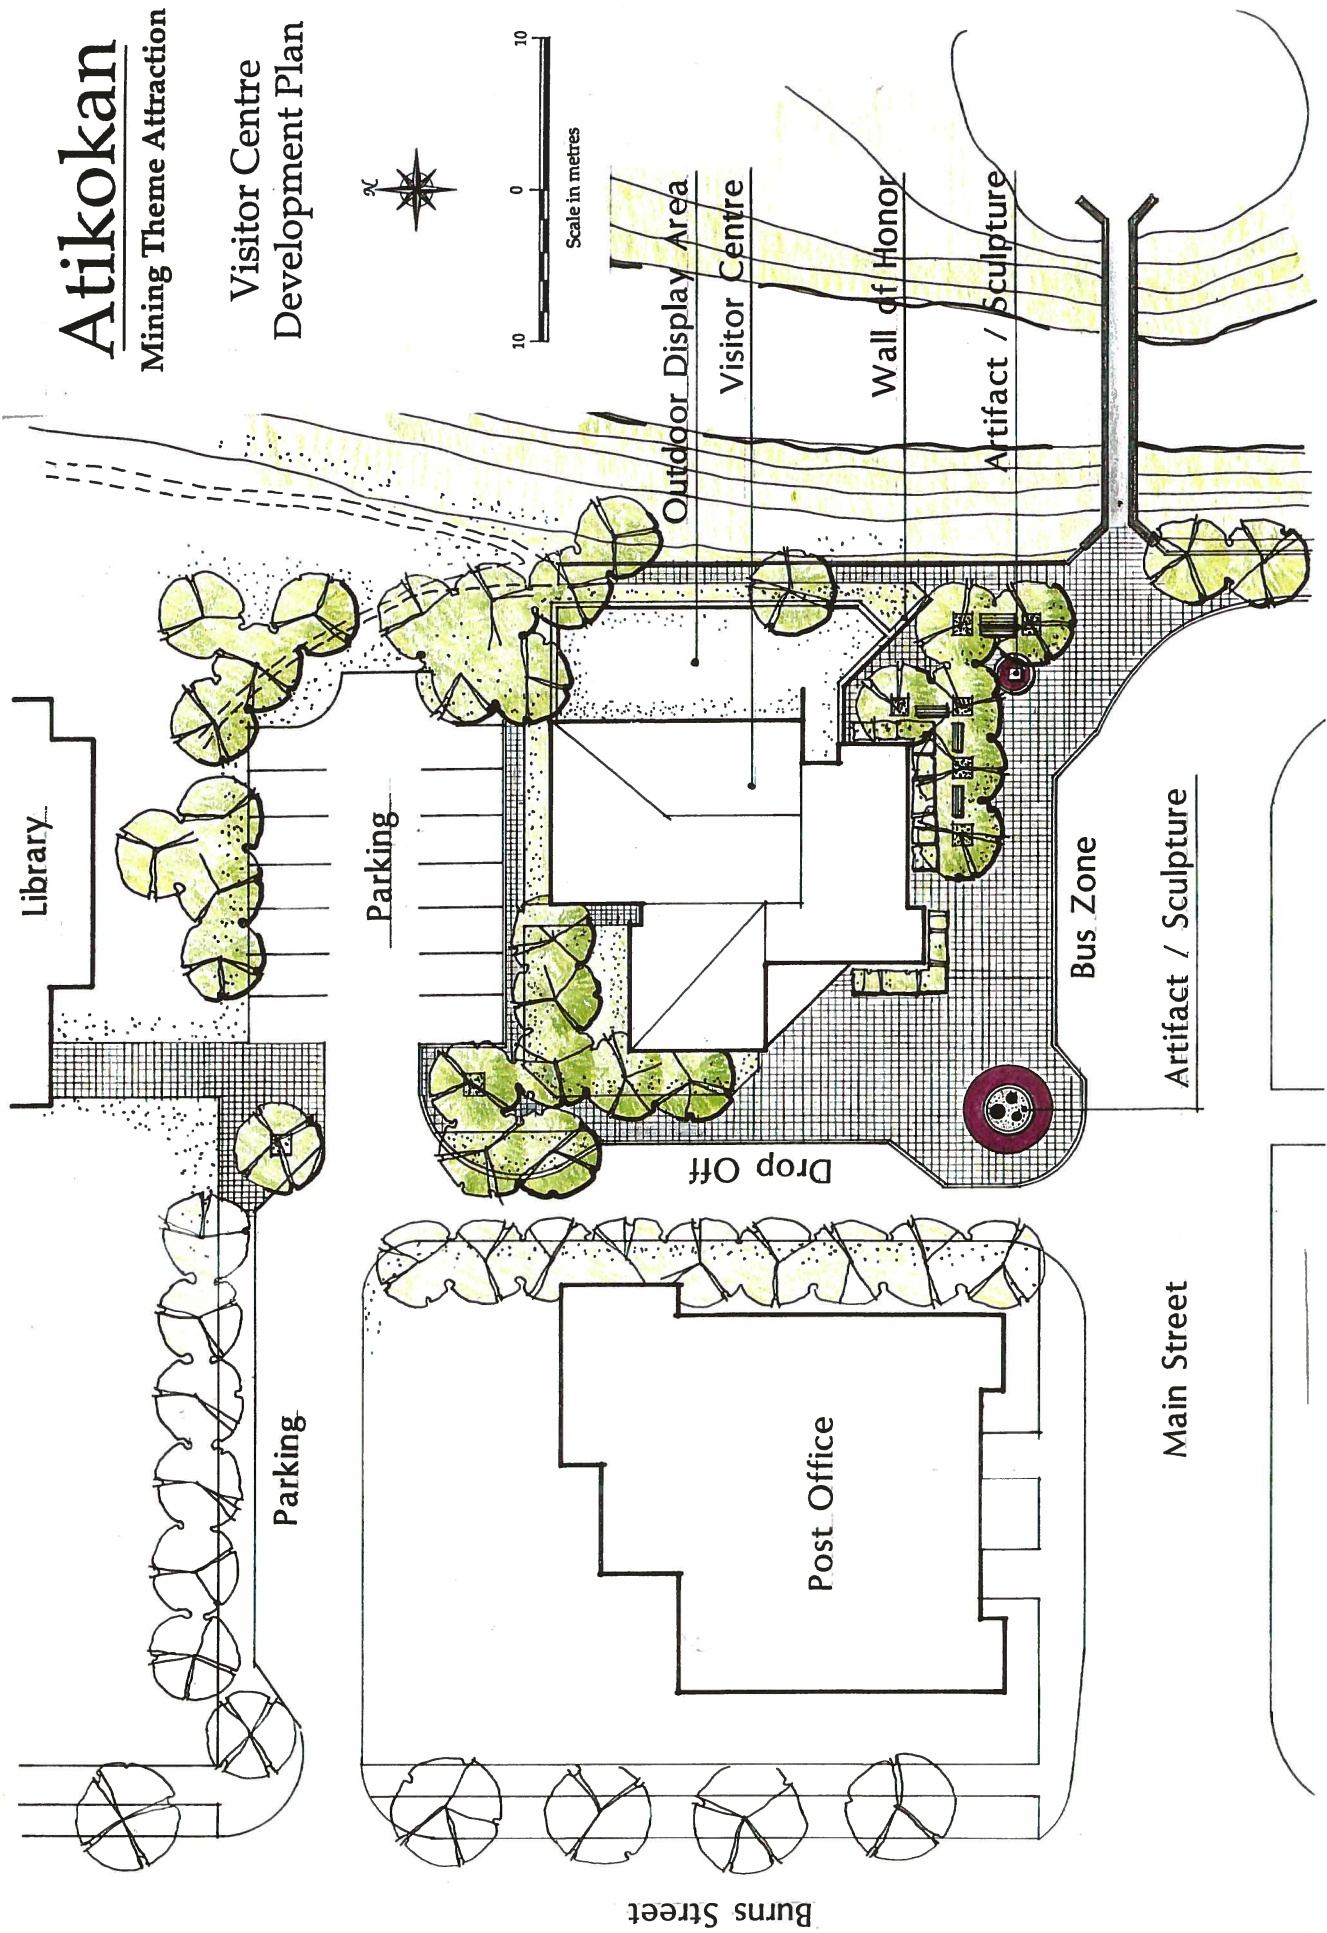 Atikokan
Mining Theme Attraction
Visitor Centre
Development Plan
N
10 0 10
Scale in metres
Outdoor Display Area
Visitor Centre
Wall of Honor
Artifact / Sculpture
Library
Parking
Bus Zone
Artifact / Sculpture
Drop Off
Parking
Post Office
Main Street
Burns Street